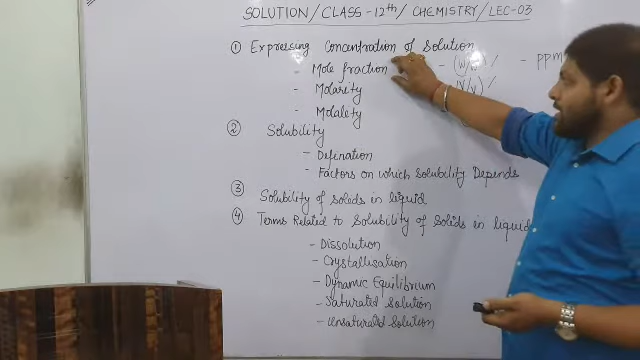 SOLUTION/CLASS-12th/CHEMISTRY/LEC-03
① Expressing Concentration of Solution
- Mole fraction - (W/W)% - PPM
- Molarity (V/V)%
- Molalety
② Solubility
- Defination
- Factors on which Solubility Depends
③ Solubility of solids in liquid
④ Terms Related to Solubility of Solids in liquid
- Dissolution
- Crystallisation
- Dynamic Equilibrium
- Saturated Solution
- Unsaturated Solution